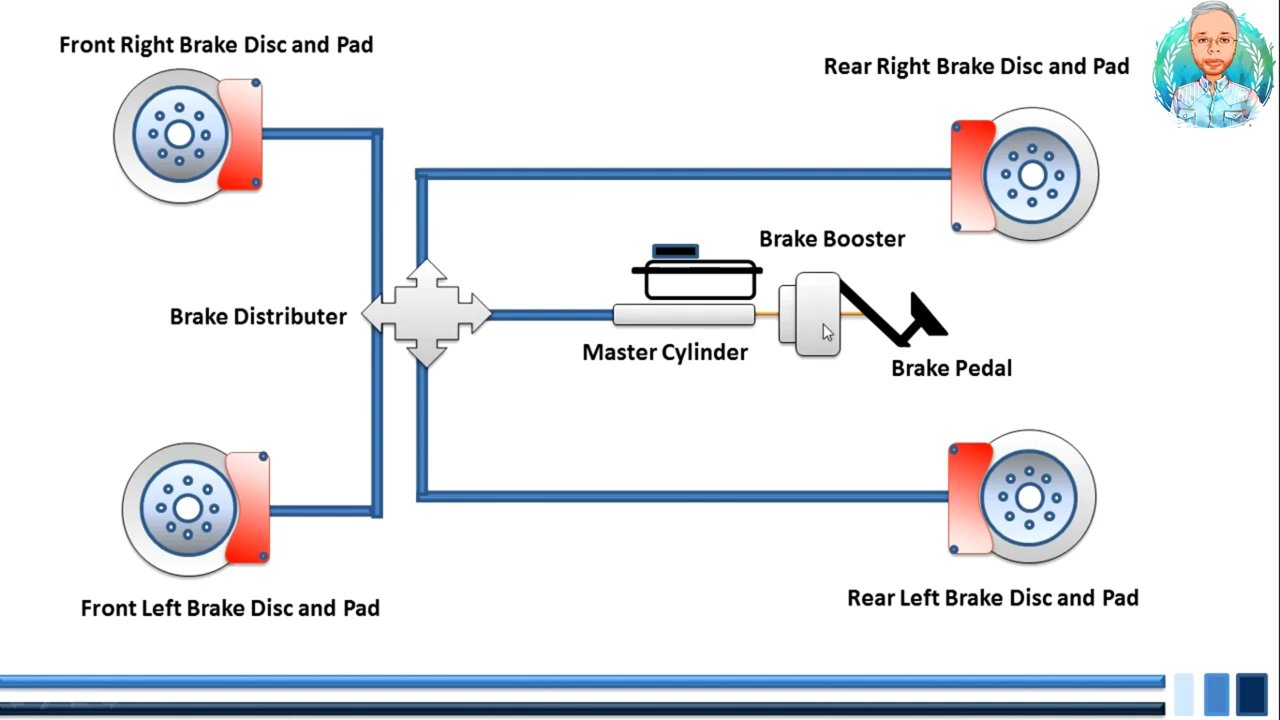 Front Right Brake Disc and Pad
Rear Right Brake Disc and Pad
Brake Booster
Brake Distributer
Master Cylinder
Brake Pedal
Rear Left Brake Disc and Pad
Front Left Brake Disc and Pad